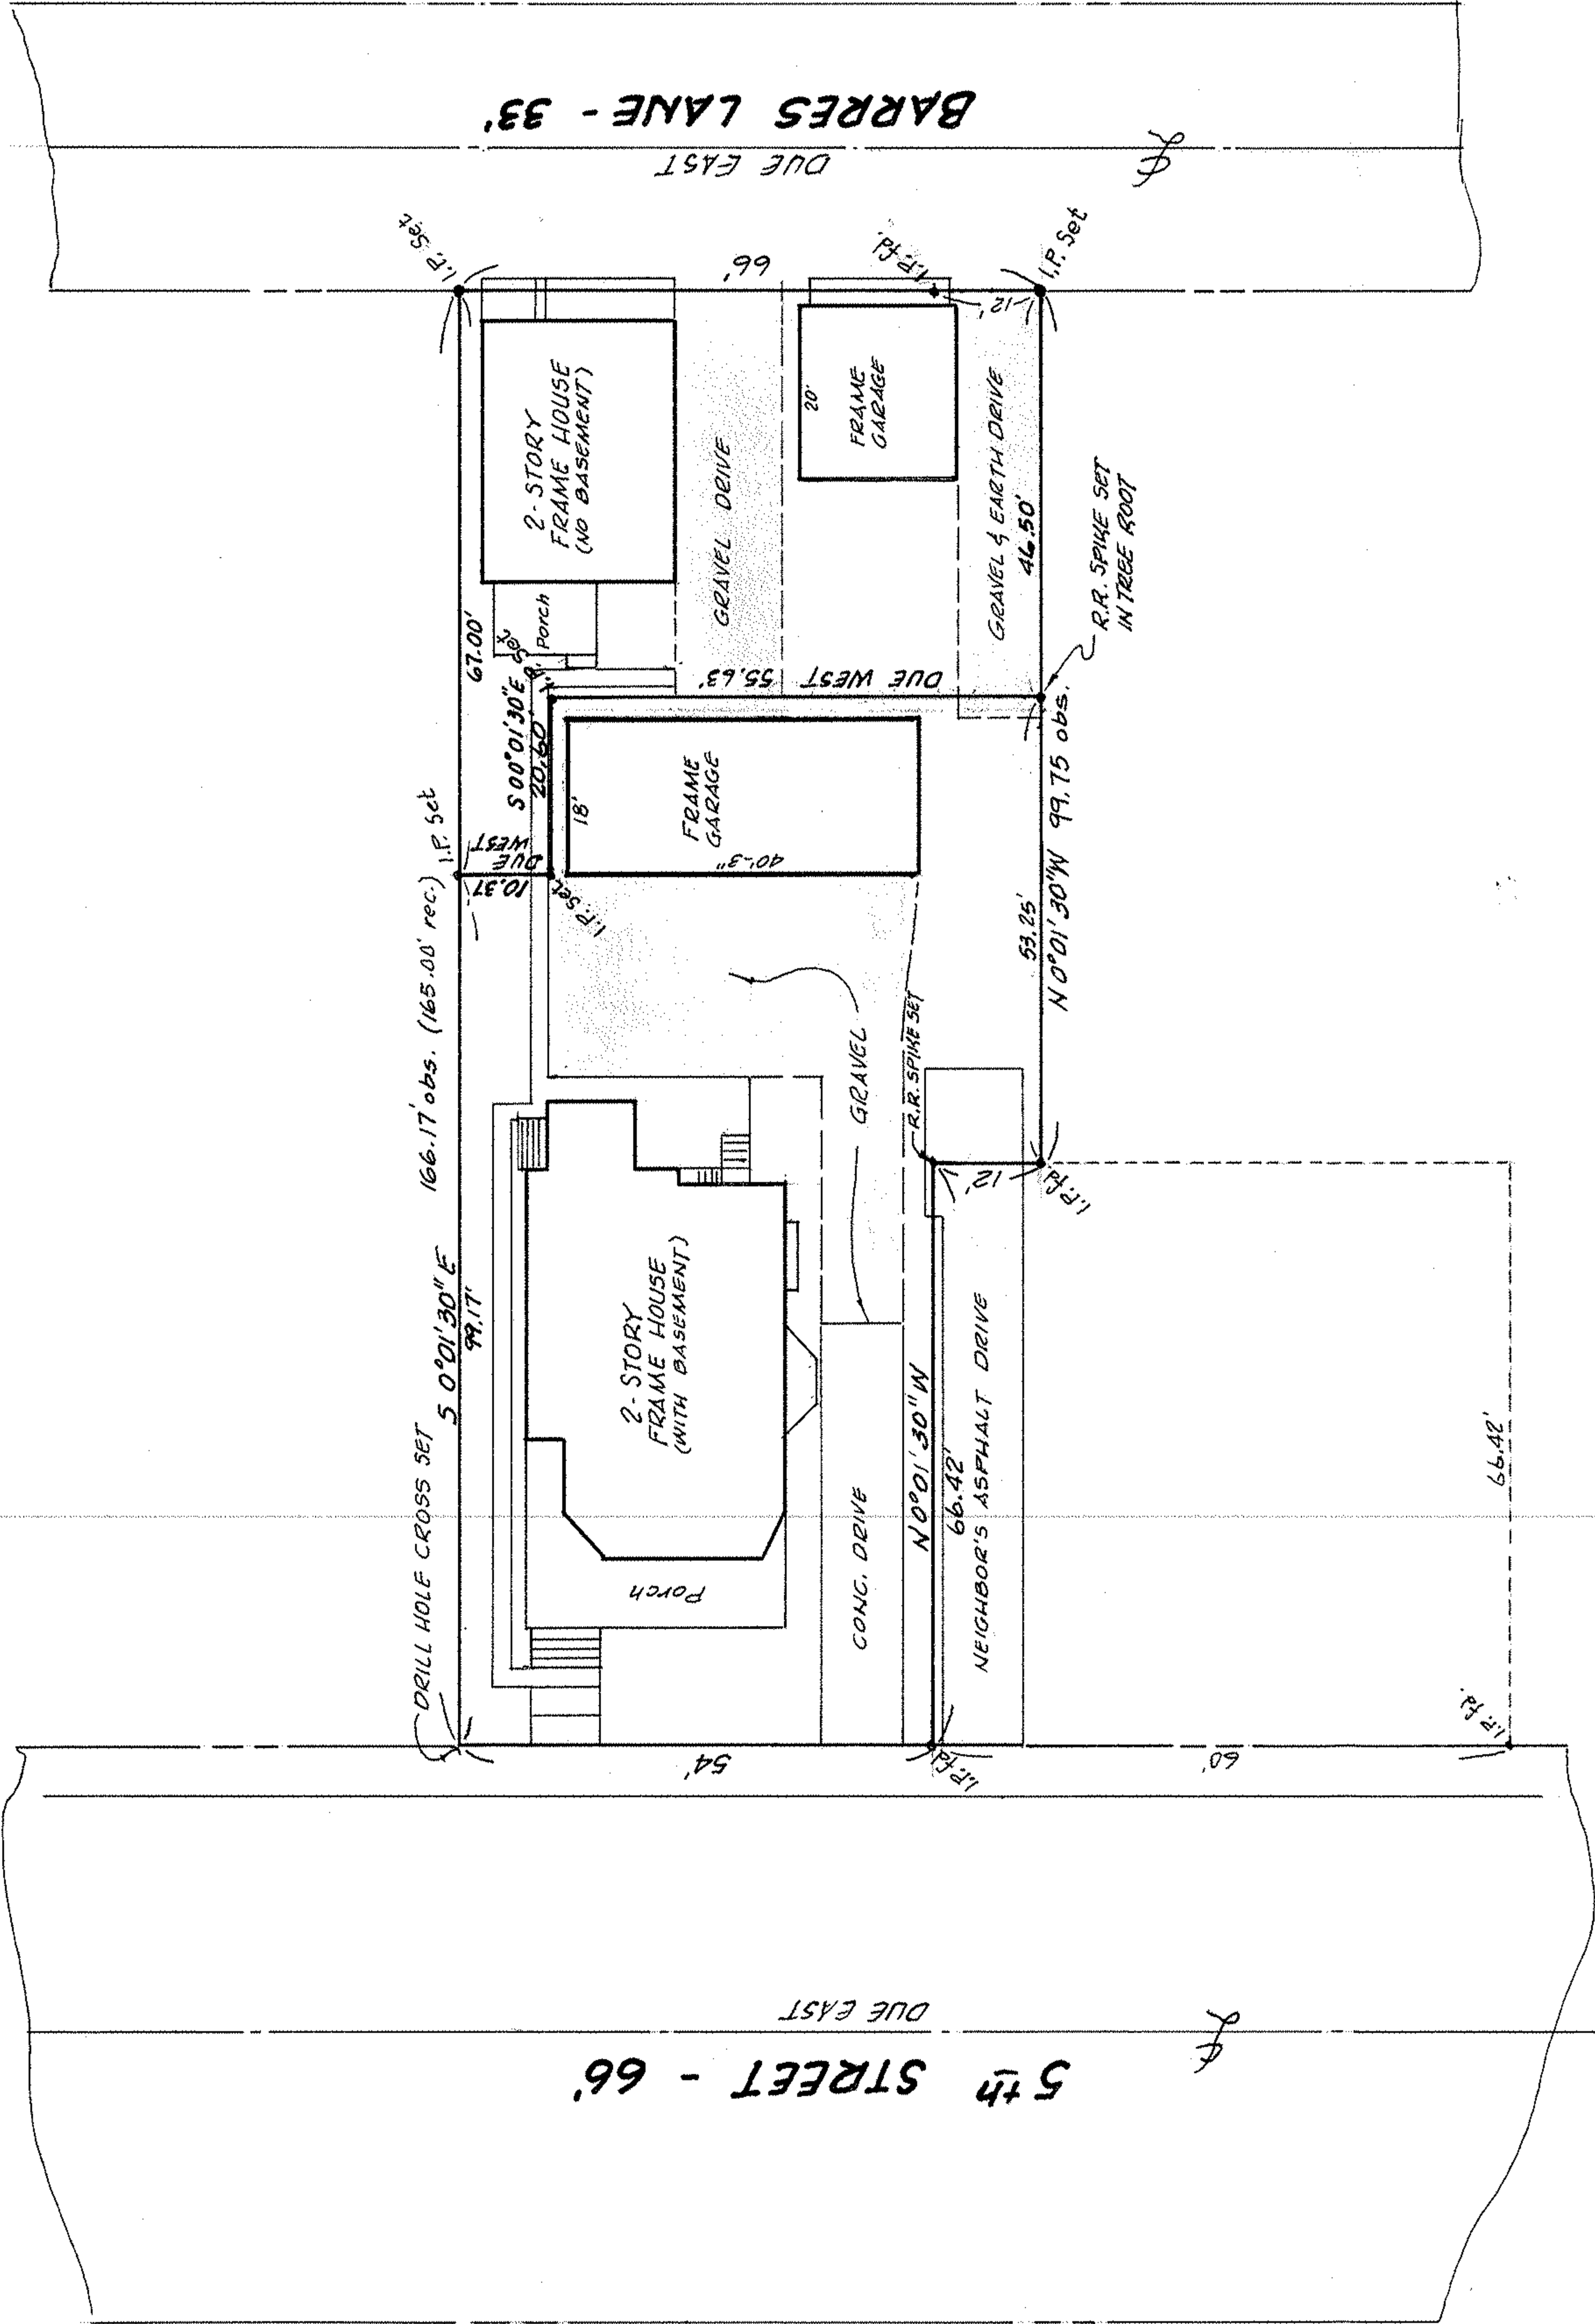 BARRES LANE - 33'
DUE EAST
℄
I.P. Set
66'
I.P. fd.
12'
I.P. Set
2-STORY
FRAME HOUSE
(NO BASEMENT)
GRAVEL DRIVE
20'
FRAME
GARAGE
GRAVEL & EARTH DRIVE
46.50'
R.R. SPIKE SET
IN TREE ROOT
67.00'
Porch
S 00°01'30"E
20.60'
DUE WEST 55.63'
I.P. Set
DUE
WEST
10.37
I.P. Set
18'
FRAME
GARAGE
40'-3"
166.17' obs. (165.00' rec.)
53.25'
N 0°01'30"W 99.75 obs.
GRAVEL
R.R. SPIKE SET
12'
I.P. fd.
S 0°01'30"E
99.17'
DRILL HOLE CROSS SET
2-STORY
FRAME HOUSE
(WITH BASEMENT)
Porch
CONC. DRIVE
N 0°01'30"W
66.42'
NEIGHBOR'S ASPHALT DRIVE
66.42'
54'
I.P. fd.
60'
I.P. fd.
DUE EAST
℄
5th STREET - 66'